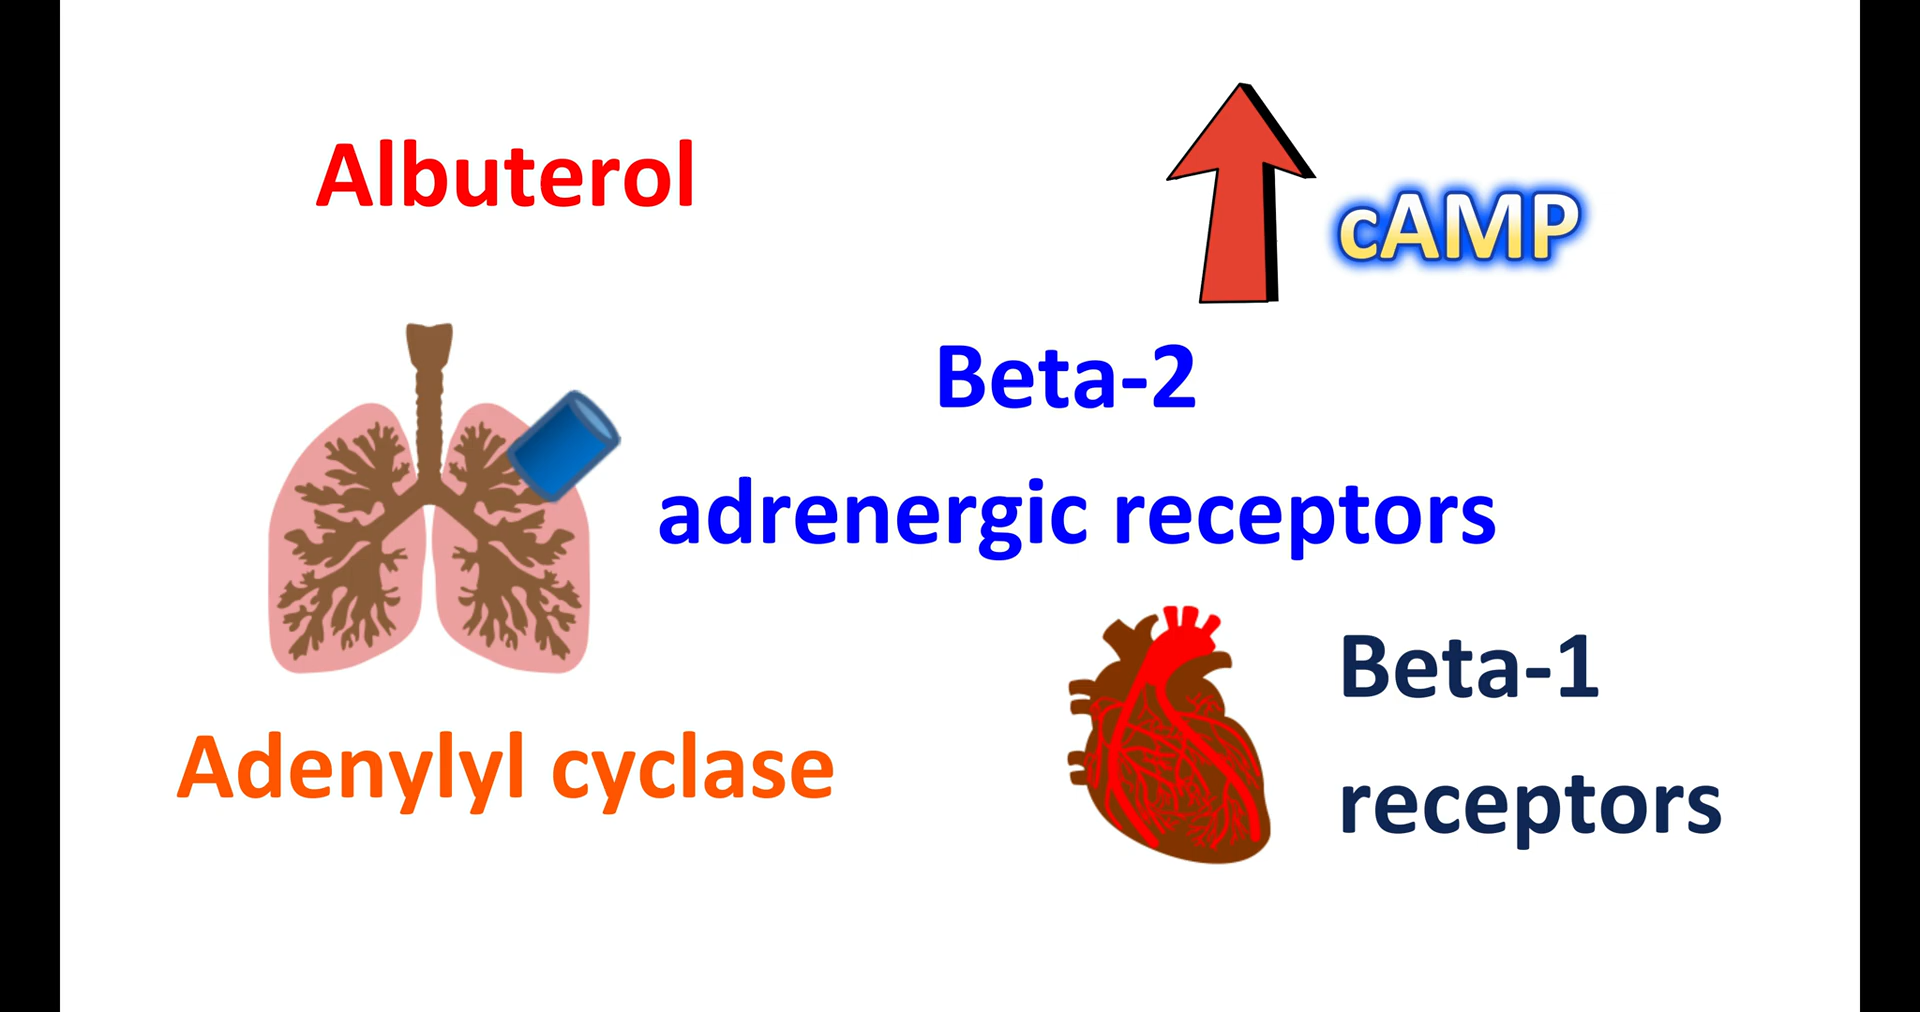 Albuterol
cAMP
Beta-2
adrenergic receptors
Beta-1
receptors
Adenylyl cyclase